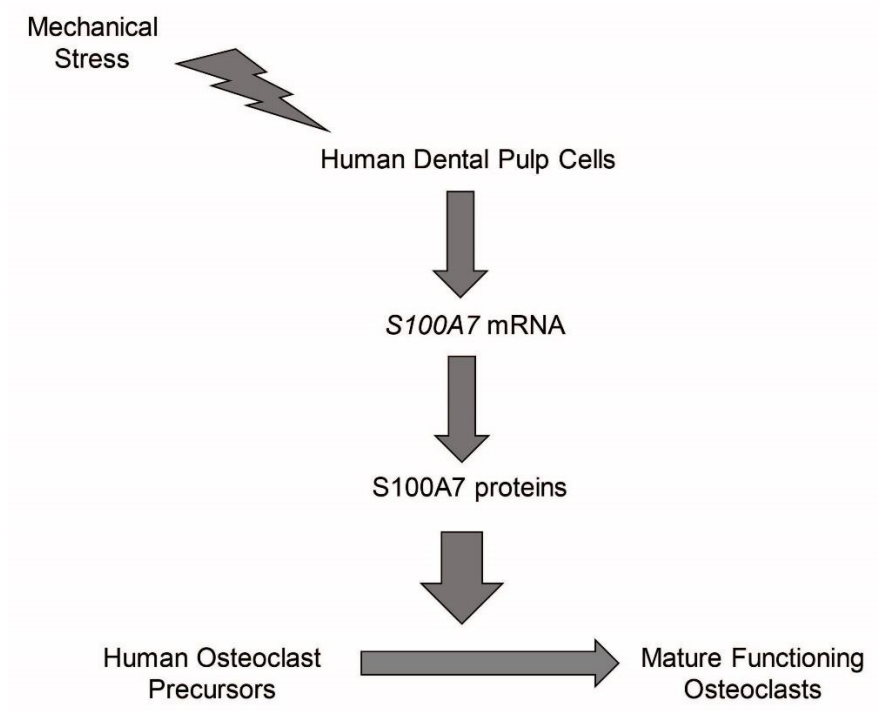 Mechanical
Stress
Human Dental Pulp Cells
S100A7 mRNA
S100A7 proteins
Human Osteoclast
Precursors
Mature Functioning
Osteoclasts